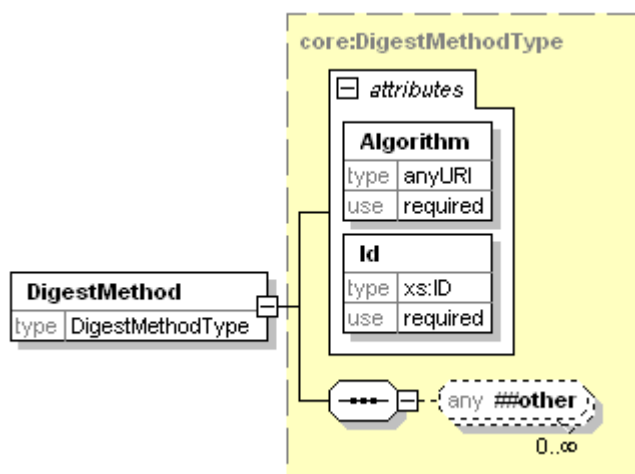 core:DigestMethodType
attributes
Algorithm
type anyURI
use required
Id
type xs:ID
use required
DigestMethod
type DigestMethodType
any ##other
0..∞